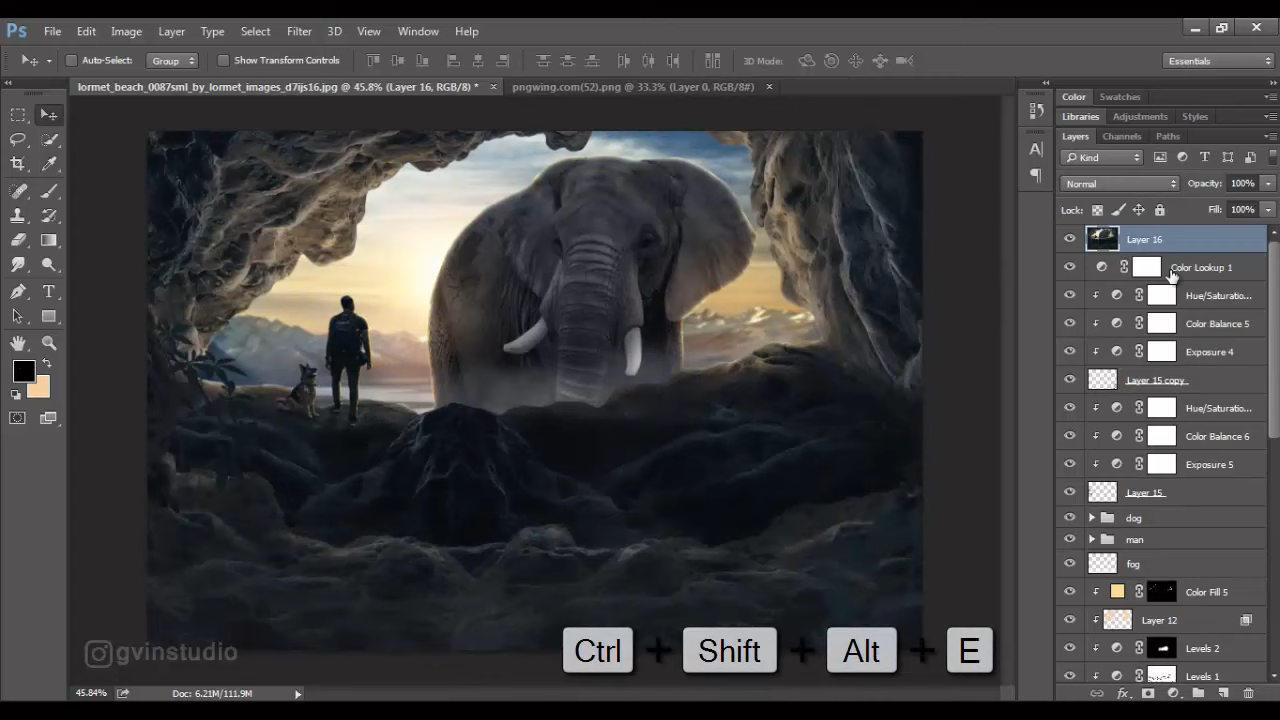 Ps File Edit Image Layer Type Select Filter 3D View Window Help
Auto-Select: Group Show Transform Controls 3D Mode: Essentials
lormet_beach_0087sml_by_lormet_images_d7ijs16.jpg @ 45.8% (Layer 16, RGB/8) * × pngwing.com(52).png @ 33.3% (Layer 0, RGB/8#) ×
Color Swatches
Libraries Adjustments Styles
Layers Channels Paths
Kind
Normal Opacity: 100%
Lock: Fill: 100%
Layer 16
Color Lookup 1
Hue/Saturatio...
Color Balance 5
Exposure 4
Layer 15 copy
Hue/Saturatio...
Color Balance 6
Exposure 5
Layer 15
dog
man
fog
Color Fill 5
Layer 12
Levels 2
Levels 1
Ctrl + Shift + Alt + E
gvinstudio
45.84% Doc: 6.21M/111.9M